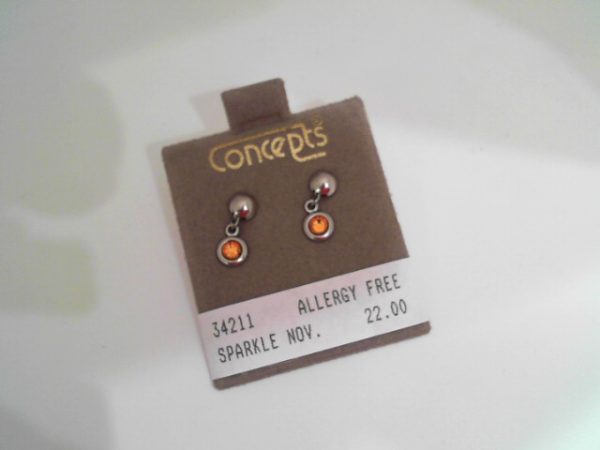 Concepts
34211 ALLERGY FREE
SPARKLE NOV. 22.00